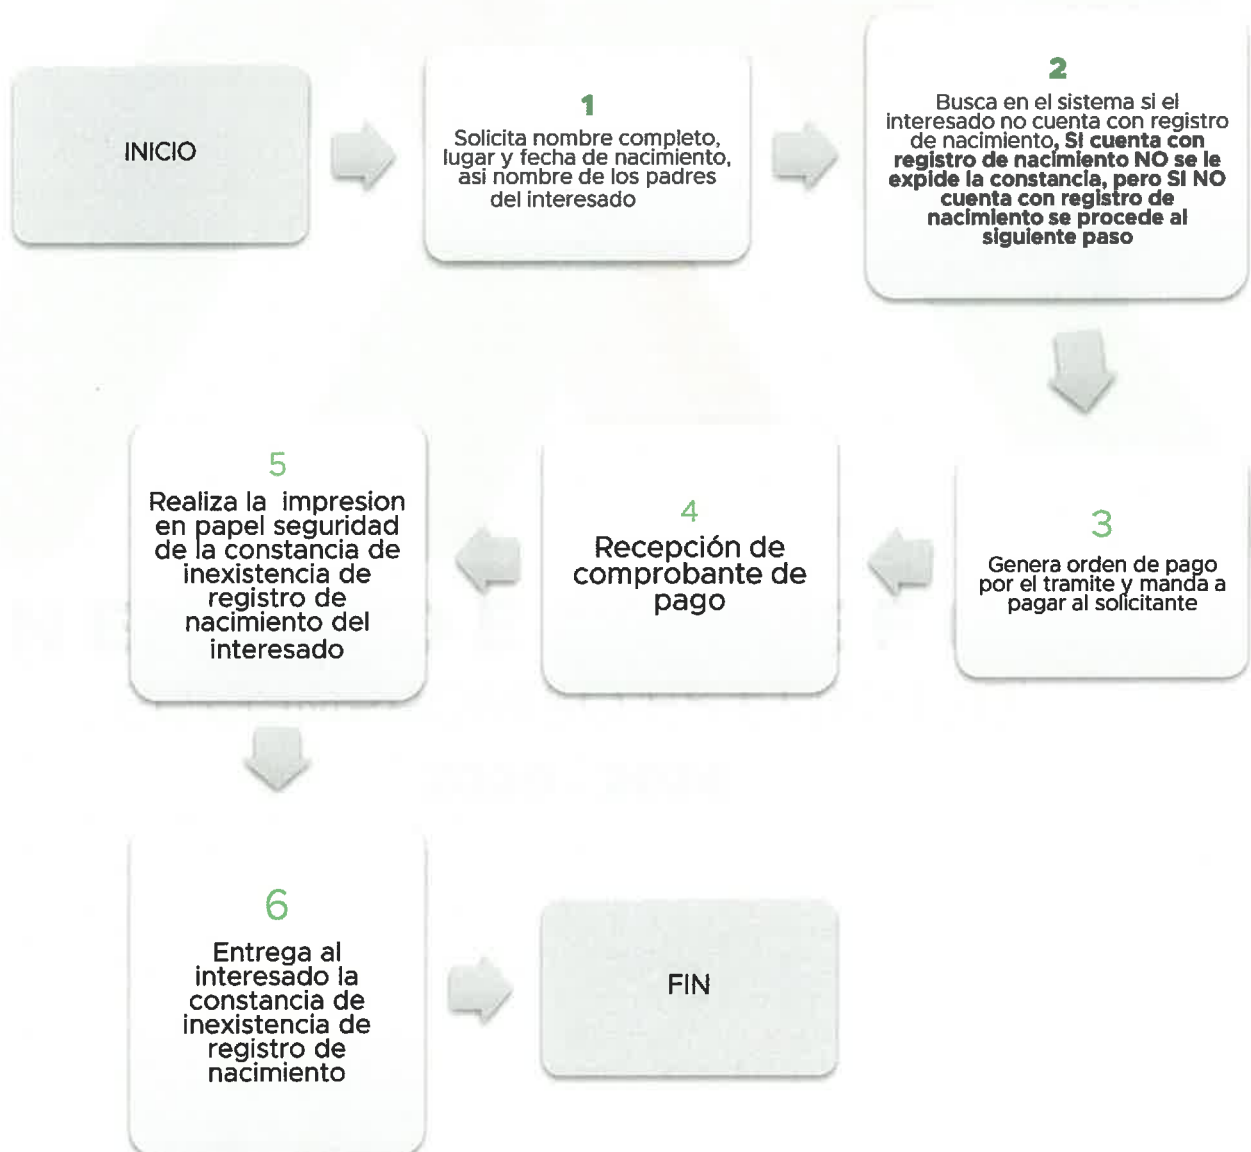 INICIO
1
Solicita nombre completo,
lugar y fecha de nacimiento,
asi nombre de los padres
del interesado
2
Busca en el sistema si el
interesado no cuenta con registro
de nacimiento, SI cuenta con
registro de nacimiento NO se le
expide la constancia, pero SI NO
cuenta con registro de
nacimiento se procede al
siguiente paso
3
Genera orden de pago
por el tramite y manda a
pagar al solicitante
4
Recepción de
comprobante de
pago
5
Realiza la impresion
en papel seguridad
de la constancia de
inexistencia de
registro de
nacimiento del
interesado
6
Entrega al
interesado la
constancia de
inexistencia de
registro de
nacimiento
FIN